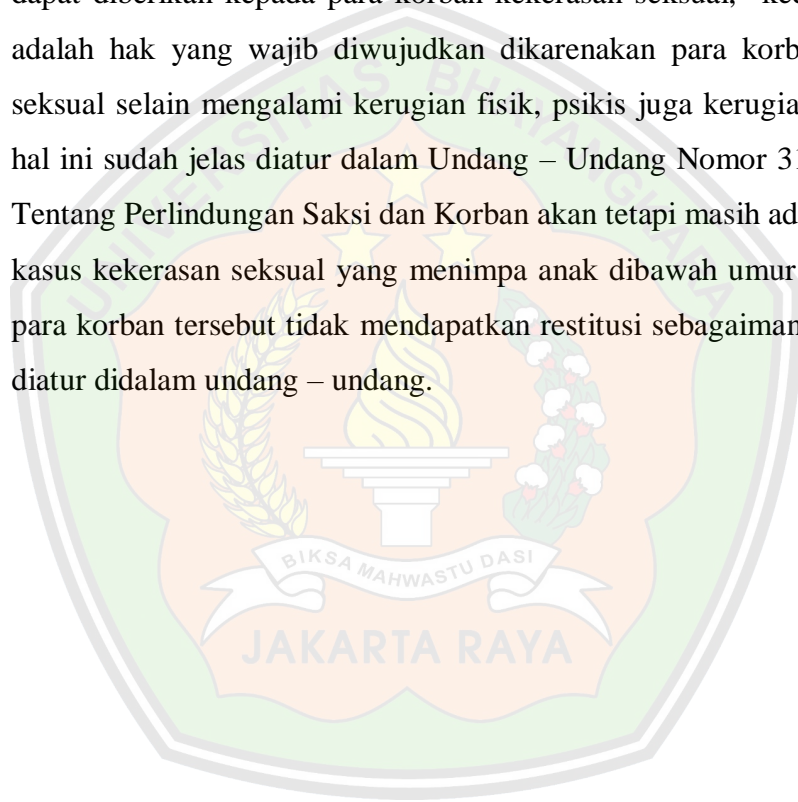 dapat diberikan kepada para korban kekerasan seksual,
adalah hak yang wajib diwujudkan dikarenakan para
seksual selain mengalami kerugian fisik, psikis juga
hal ini sudah jelas diatur dalam Undang – Undang Nomor
Tentang Perlindungan Saksi dan Korban akan tetapi masih
kasus kekerasan seksual yang menimpa anak dibawah umur
para korban tersebut tidak mendapatkan restitusi
diatur didalam undang – undang.
UNIVERSITAS BHAYANGKARA
BIKSA MAHWASTU DASI
JAKARTA RAYA